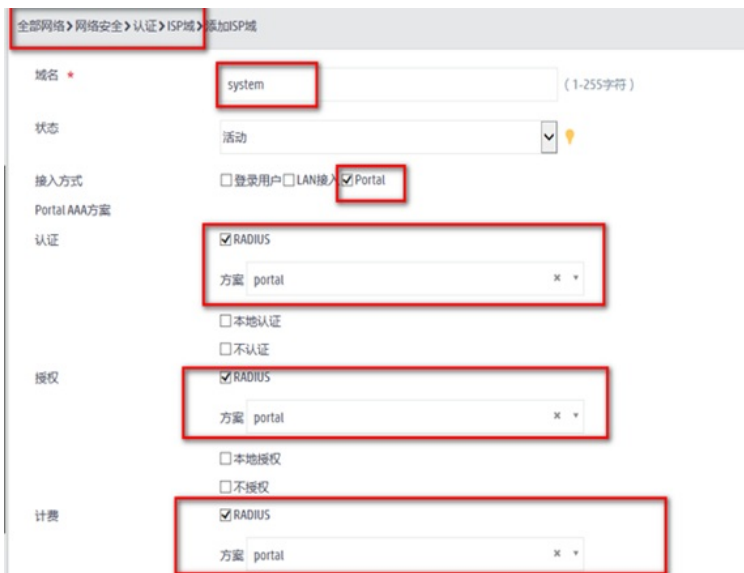 全部网络>网络安全>认证>ISP域>添加ISP域
域名 * system (1-255字符)
状态 活动
接入方式 登录用户 LAN接入 Portal
Portal AAA方案
认证 RADIUS
方案 portal
本地认证
不认证
授权 RADIUS
方案 portal
本地授权
不授权
计费 RADIUS
方案 portal